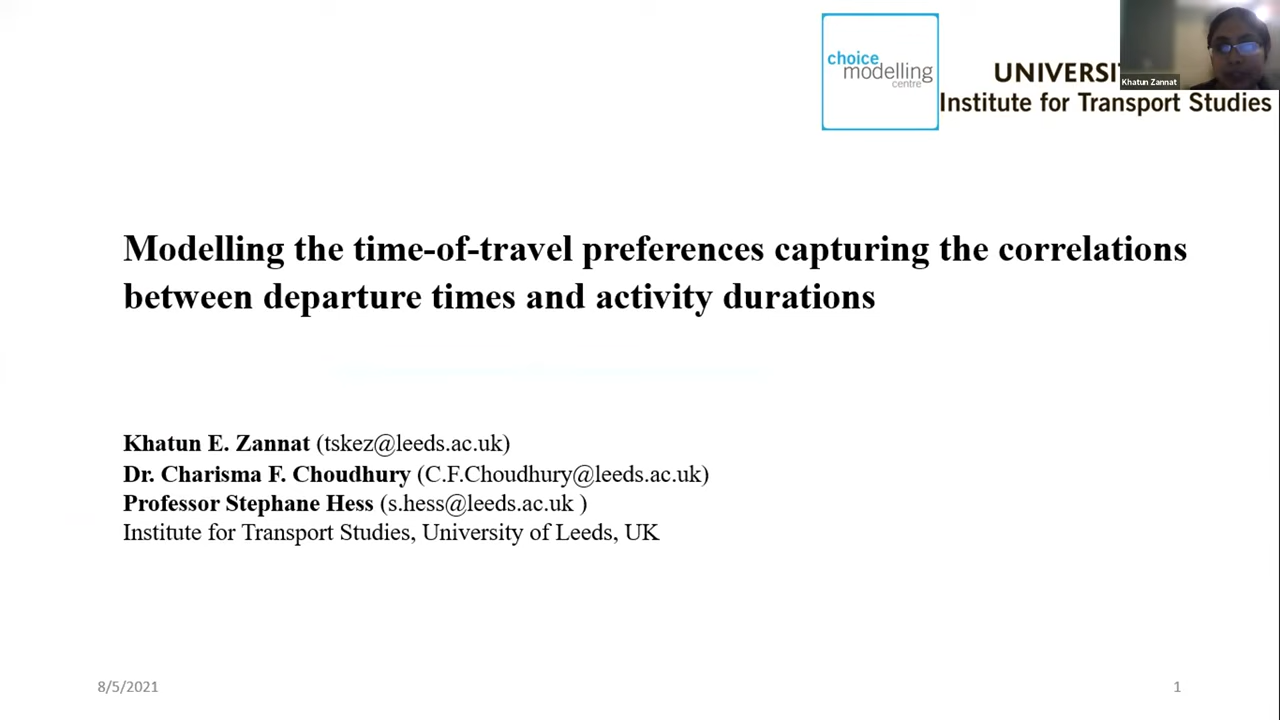 choice
modelling
centre
UNIVERSI
Institute for Transport Studies
Khatun Zannat
Modelling the time-of-travel preferences capturing the correlations
between departure times and activity durations
Khatun E. Zannat (tskez@leeds.ac.uk)
Dr. Charisma F. Choudhury (C.F.Choudhury@leeds.ac.uk)
Professor Stephane Hess (s.hess@leeds.ac.uk )
Institute for Transport Studies, University of Leeds, UK
8/5/2021
1